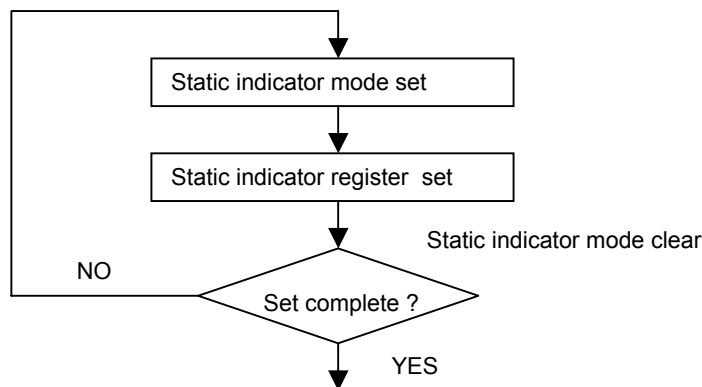 Static indicator mode set
Static indicator register set
Static indicator mode clear
NO
Set complete ?
YES